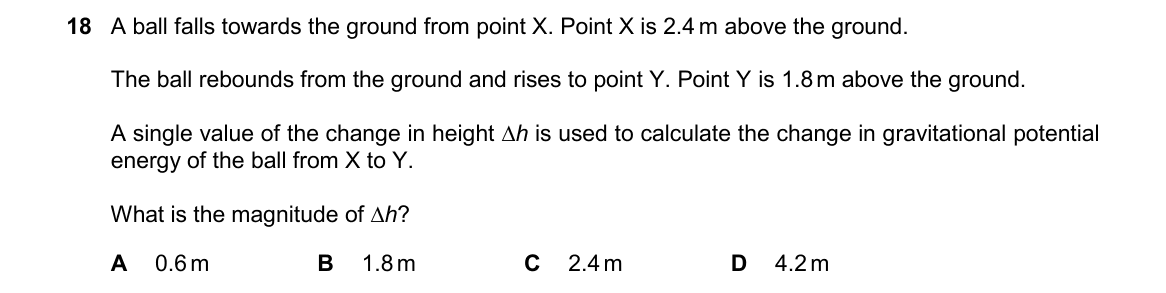 18 A ball falls towards the ground from point X. Point X is 2.4 m above the ground.
The ball rebounds from the ground and rises to point Y. Point Y is 1.8 m above the ground.
A single value of the change in height Δh is used to calculate the change in gravitational potential
energy of the ball from X to Y.
What is the magnitude of Δh?
A 0.6 m B 1.8 m C 2.4 m D 4.2 m